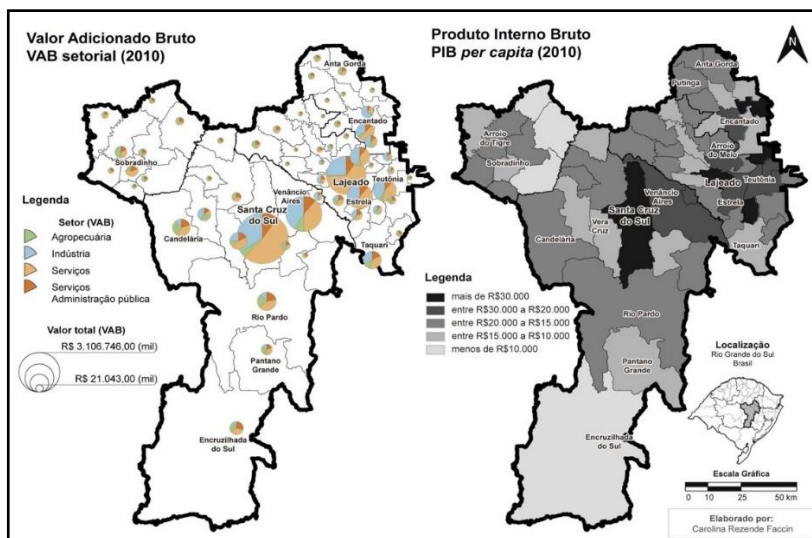 Valor Adicionado Bruto
VAB setorial (2010)
Anta Gorda
Encantado
Sobradinho
Lajeado
Teutônia
Estrela
Venâncio
Aires
Santa Cruz
do Sul
Candelária
Taquari
Rio Pardo
Pantano
Grande
Encruzilhada
do Sul
Legenda
Setor (VAB)
Agropecuária
Indústria
Serviços
Serviços
Administração pública
Valor total (VAB)
R$ 3.106.746,00 (mil)
R$ 21.043,00 (mil)
Produto Interno Bruto
PIB per capita (2010)
N
Anta Gorda
Putinga
Encantado
Arroio
do Tigre
Arroio
do Meio
Sobradinho
Lajeado
Teutônia
Estrela
Venâncio
Aires
Santa Cruz
do Sul
Vera
Cruz
Candelária
Taquari
Rio Pardo
Pantano
Grande
Encruzilhada
do Sul
Legenda
mais de R$30.000
entre R$30.000 a R$20.000
entre R$20.000 a R$15.000
entre R$15.000 a R$10.000
menos de R$10.000
Localização
Rio Grande do Sul
Brasil
Escala Gráfica
0 10 25 50 km
Elaborado por:
Carolina Rezende Faccin